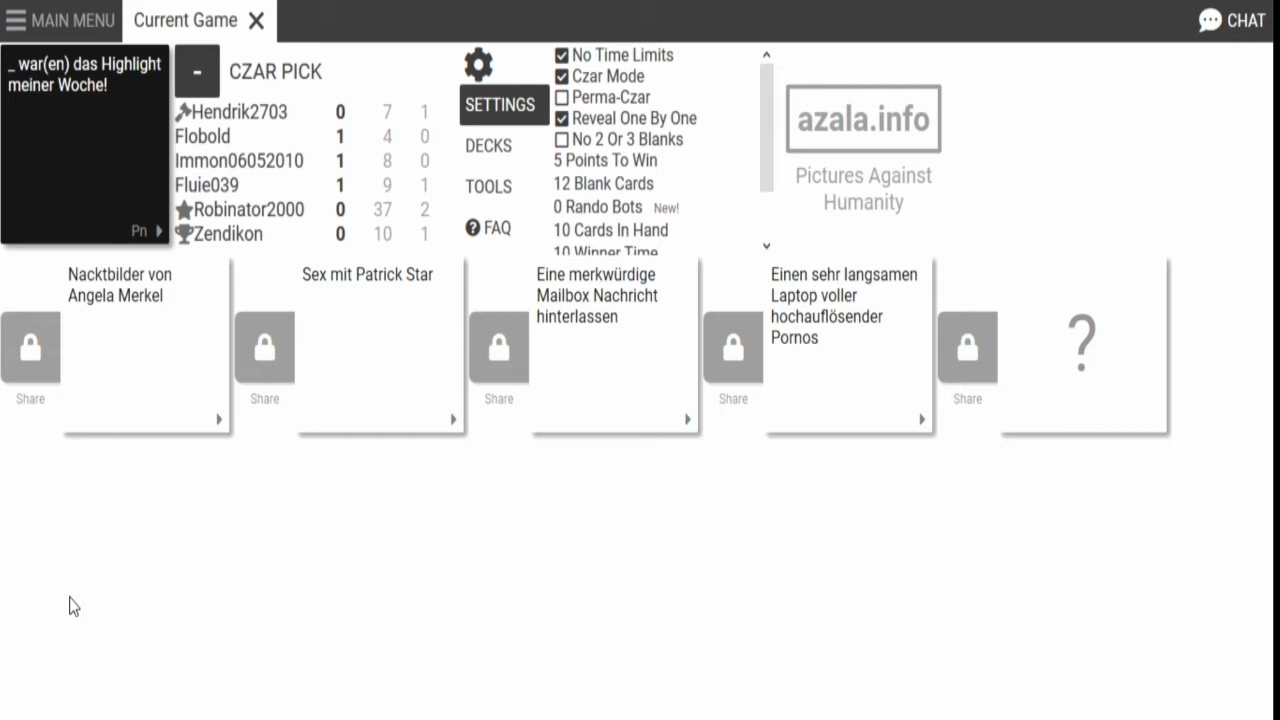 MAIN MENU
Current Game
CHAT
_ war(en) das Highlight
meiner Woche!
Pn
-
CZAR PICK
Hendrik2703 0 7 1
Flobold 1 4 0
Immon06052010 1 8 0
Fluie039 1 9 1
Robinator2000 0 37 2
Zendikon 0 10 1
SETTINGS
DECKS
TOOLS
? FAQ
No Time Limits
Czar Mode
Perma-Czar
Reveal One By One
No 2 Or 3 Blanks
5 Points To Win
12 Blank Cards
0 Rando Bots New!
10 Cards In Hand
10 Winner Time
azala.info
Pictures Against
Humanity
Share
Nacktbilder von
Angela Merkel
Share
Sex mit Patrick Star
Share
Eine merkwürdige
Mailbox Nachricht
hinterlassen
Share
Einen sehr langsamen
Laptop voller
hochauflösender
Pornos
Share
?